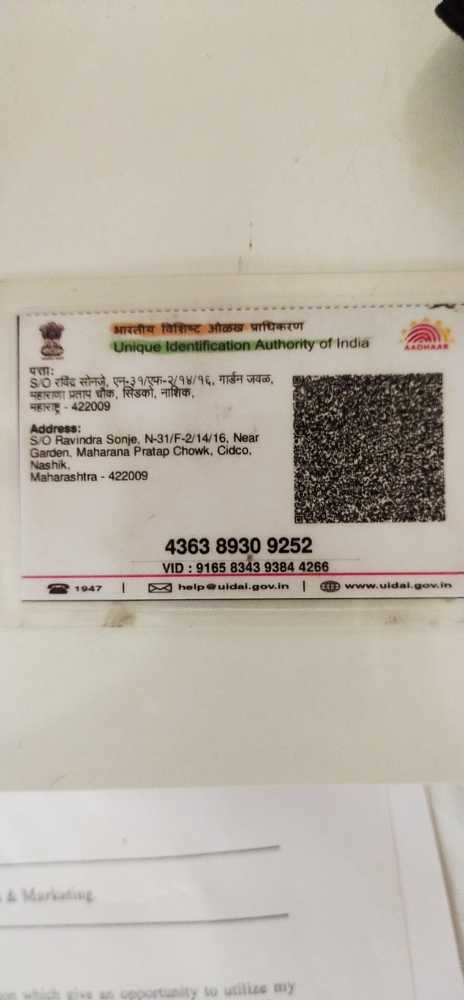 भारतीय विशिष्ट ओळख प्राधिकरण
Unique Identification Authority of India
AADHAAR
पत्ता:
S/O रविंद्र सोनजे, एन-३१/एफ-२/१४/१६, गार्डन जवळ,
महाराणा प्रताप चौक, सिडको, नाशिक,
महाराष्ट्र - 422009
Address:
S/O Ravindra Sonje, N-31/F-2/14/16, Near
Garden, Maharana Pratap Chowk, Cidco,
Nashik,
Maharashtra - 422009
4363 8930 9252
VID : 9165 8343 9384 4266
1947 | help@uidai.gov.in | www.uidai.gov.in
& Marketing
which give an opportunity to utilize my